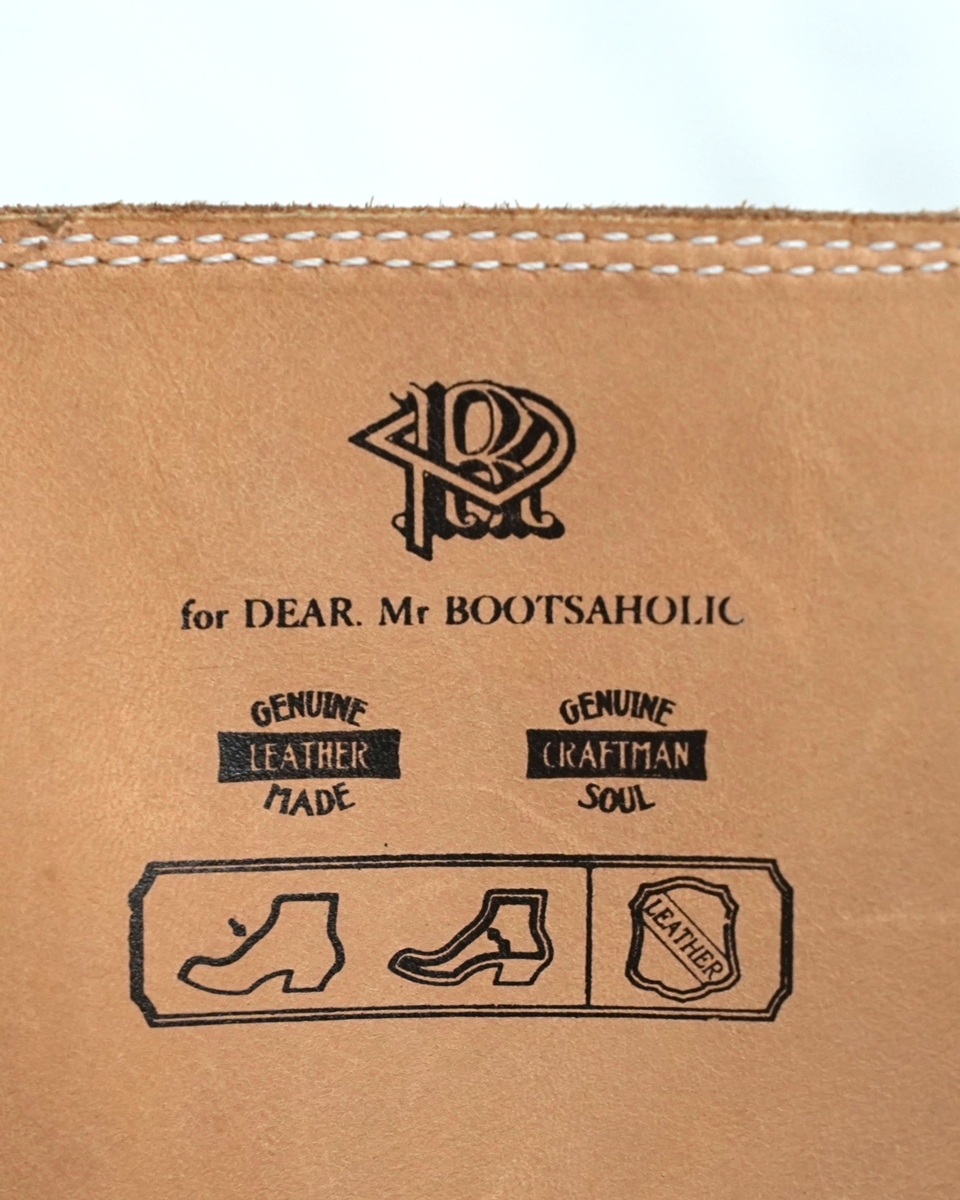 for DEAR. Mr BOOTSAHOLIC
GENUINE
LEATHER
MADE
GENUINE
CRAFTMAN
SOUL
LEATHER